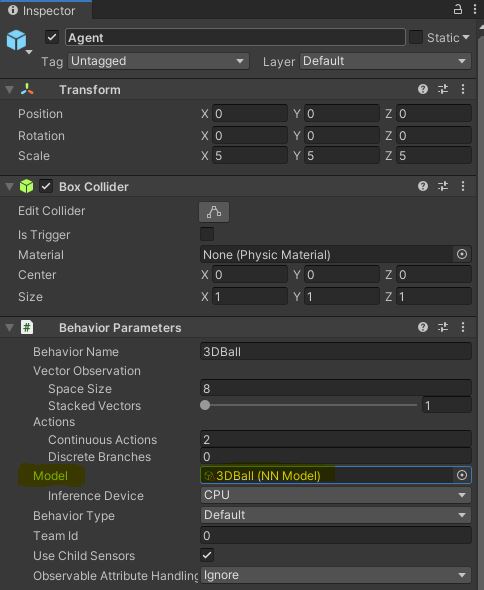 Inspector
Agent Static
Tag Untagged Layer Default
Transform
Position X 0 Y 0 Z 0
Rotation X 0 Y 0 Z 0
Scale X 5 Y 5 Z 5
Box Collider
Edit Collider
Is Trigger
Material None (Physic Material)
Center X 0 Y 0 Z 0
Size X 1 Y 1 Z 1
# Behavior Parameters
Behavior Name 3DBall
Vector Observation
Space Size 8
Stacked Vectors 1
Actions
Continuous Actions 2
Discrete Branches 0
Model 3DBall (NN Model)
Inference Device CPU
Behavior Type Default
Team Id 0
Use Child Sensors
Observable Attribute Handling Ignore